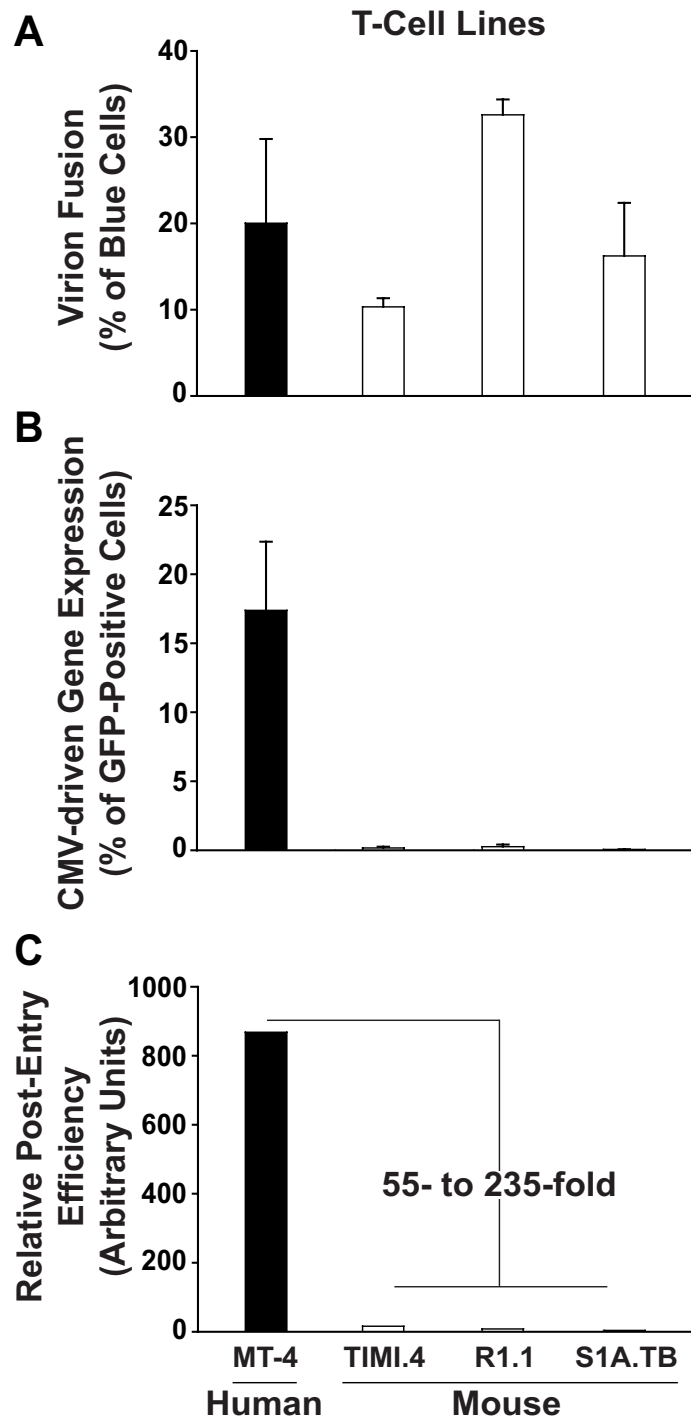 A
T-Cell Lines
Virion Fusion
(% of Blue Cells)
40
30
20
10
0
B
CMV-driven Gene Expression
(% of GFP-Positive Cells)
25
20
15
10
5
0
C
Relative Post-Entry
Efficiency
(Arbitrary Units)
1000
800
600
400
200
0
55- to 235-fold
MT-4 TIMI.4 R1.1 S1A.TB
Human Mouse